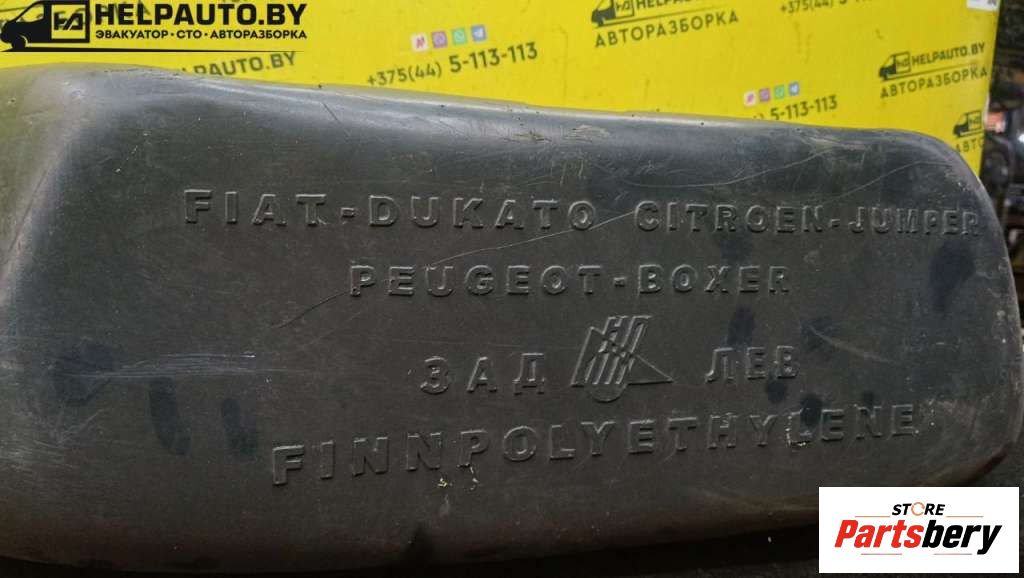 HELPAUTO.BY
ЭВАКУАТОР • СТО • АВТОРАЗБОРКА
HELPAUTO.BY
+375(44) 5-113-113
АВТОРАЗБОРКА
5-113-113
HELPAUTO.BY
АВТОРАЗБОРКА
FIAT-DUKATO CITROEN-JUMPER
PEUGEOT-BOXER
ЗАД НП ЛЕВ
FINNPOLYETHYLENE
STORE
Partsbery